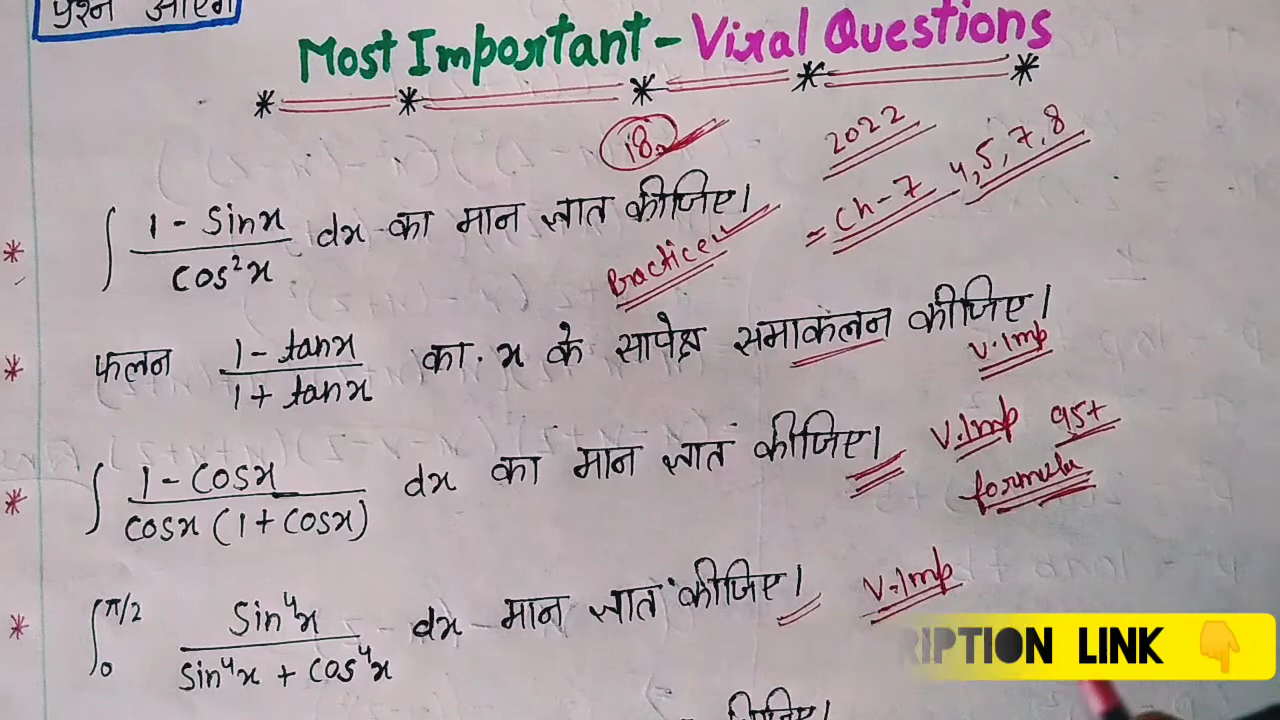 प्रश्न आएगा
Most Important - Viral Questions
18
2022
Ch-7 4,5,7,8
∫ (1 - Sinx)/(Cos²x) dx का मान ज्ञात कीजिए।
Practice
फलन (1 - tanx)/(1 + tanx) का x के सापेक्ष समाकलन कीजिए।
V.Imp
∫ (1 - Cosx)/(Cosx (1 + Cosx)) dx का मान ज्ञात कीजिए।
V.Imp 95+
formula
∫₀^π/2 (Sin⁴x)/(Sin⁴x + Cos⁴x) dx मान ज्ञात कीजिए।
V.Imp
RIPTION LINK 👇